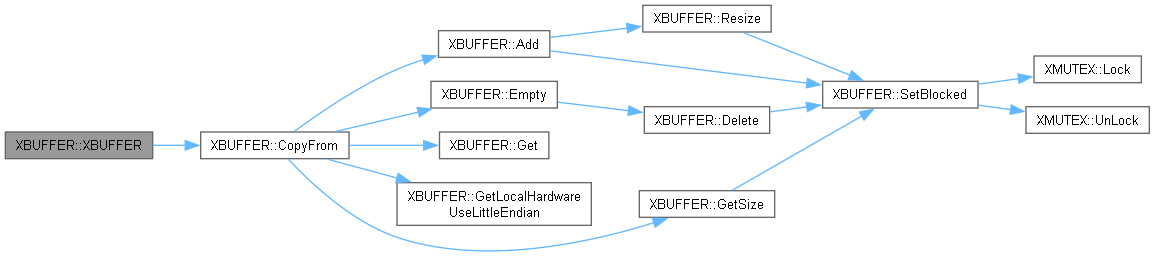 XBUFFER::XBUFFER
XBUFFER::CopyFrom
XBUFFER::Add
XBUFFER::Empty
XBUFFER::Get
XBUFFER::GetLocalHardware
UseLittleEndian
XBUFFER::Resize
XBUFFER::Delete
XBUFFER::GetSize
XBUFFER::SetBlocked
XMUTEX::Lock
XMUTEX::UnLock